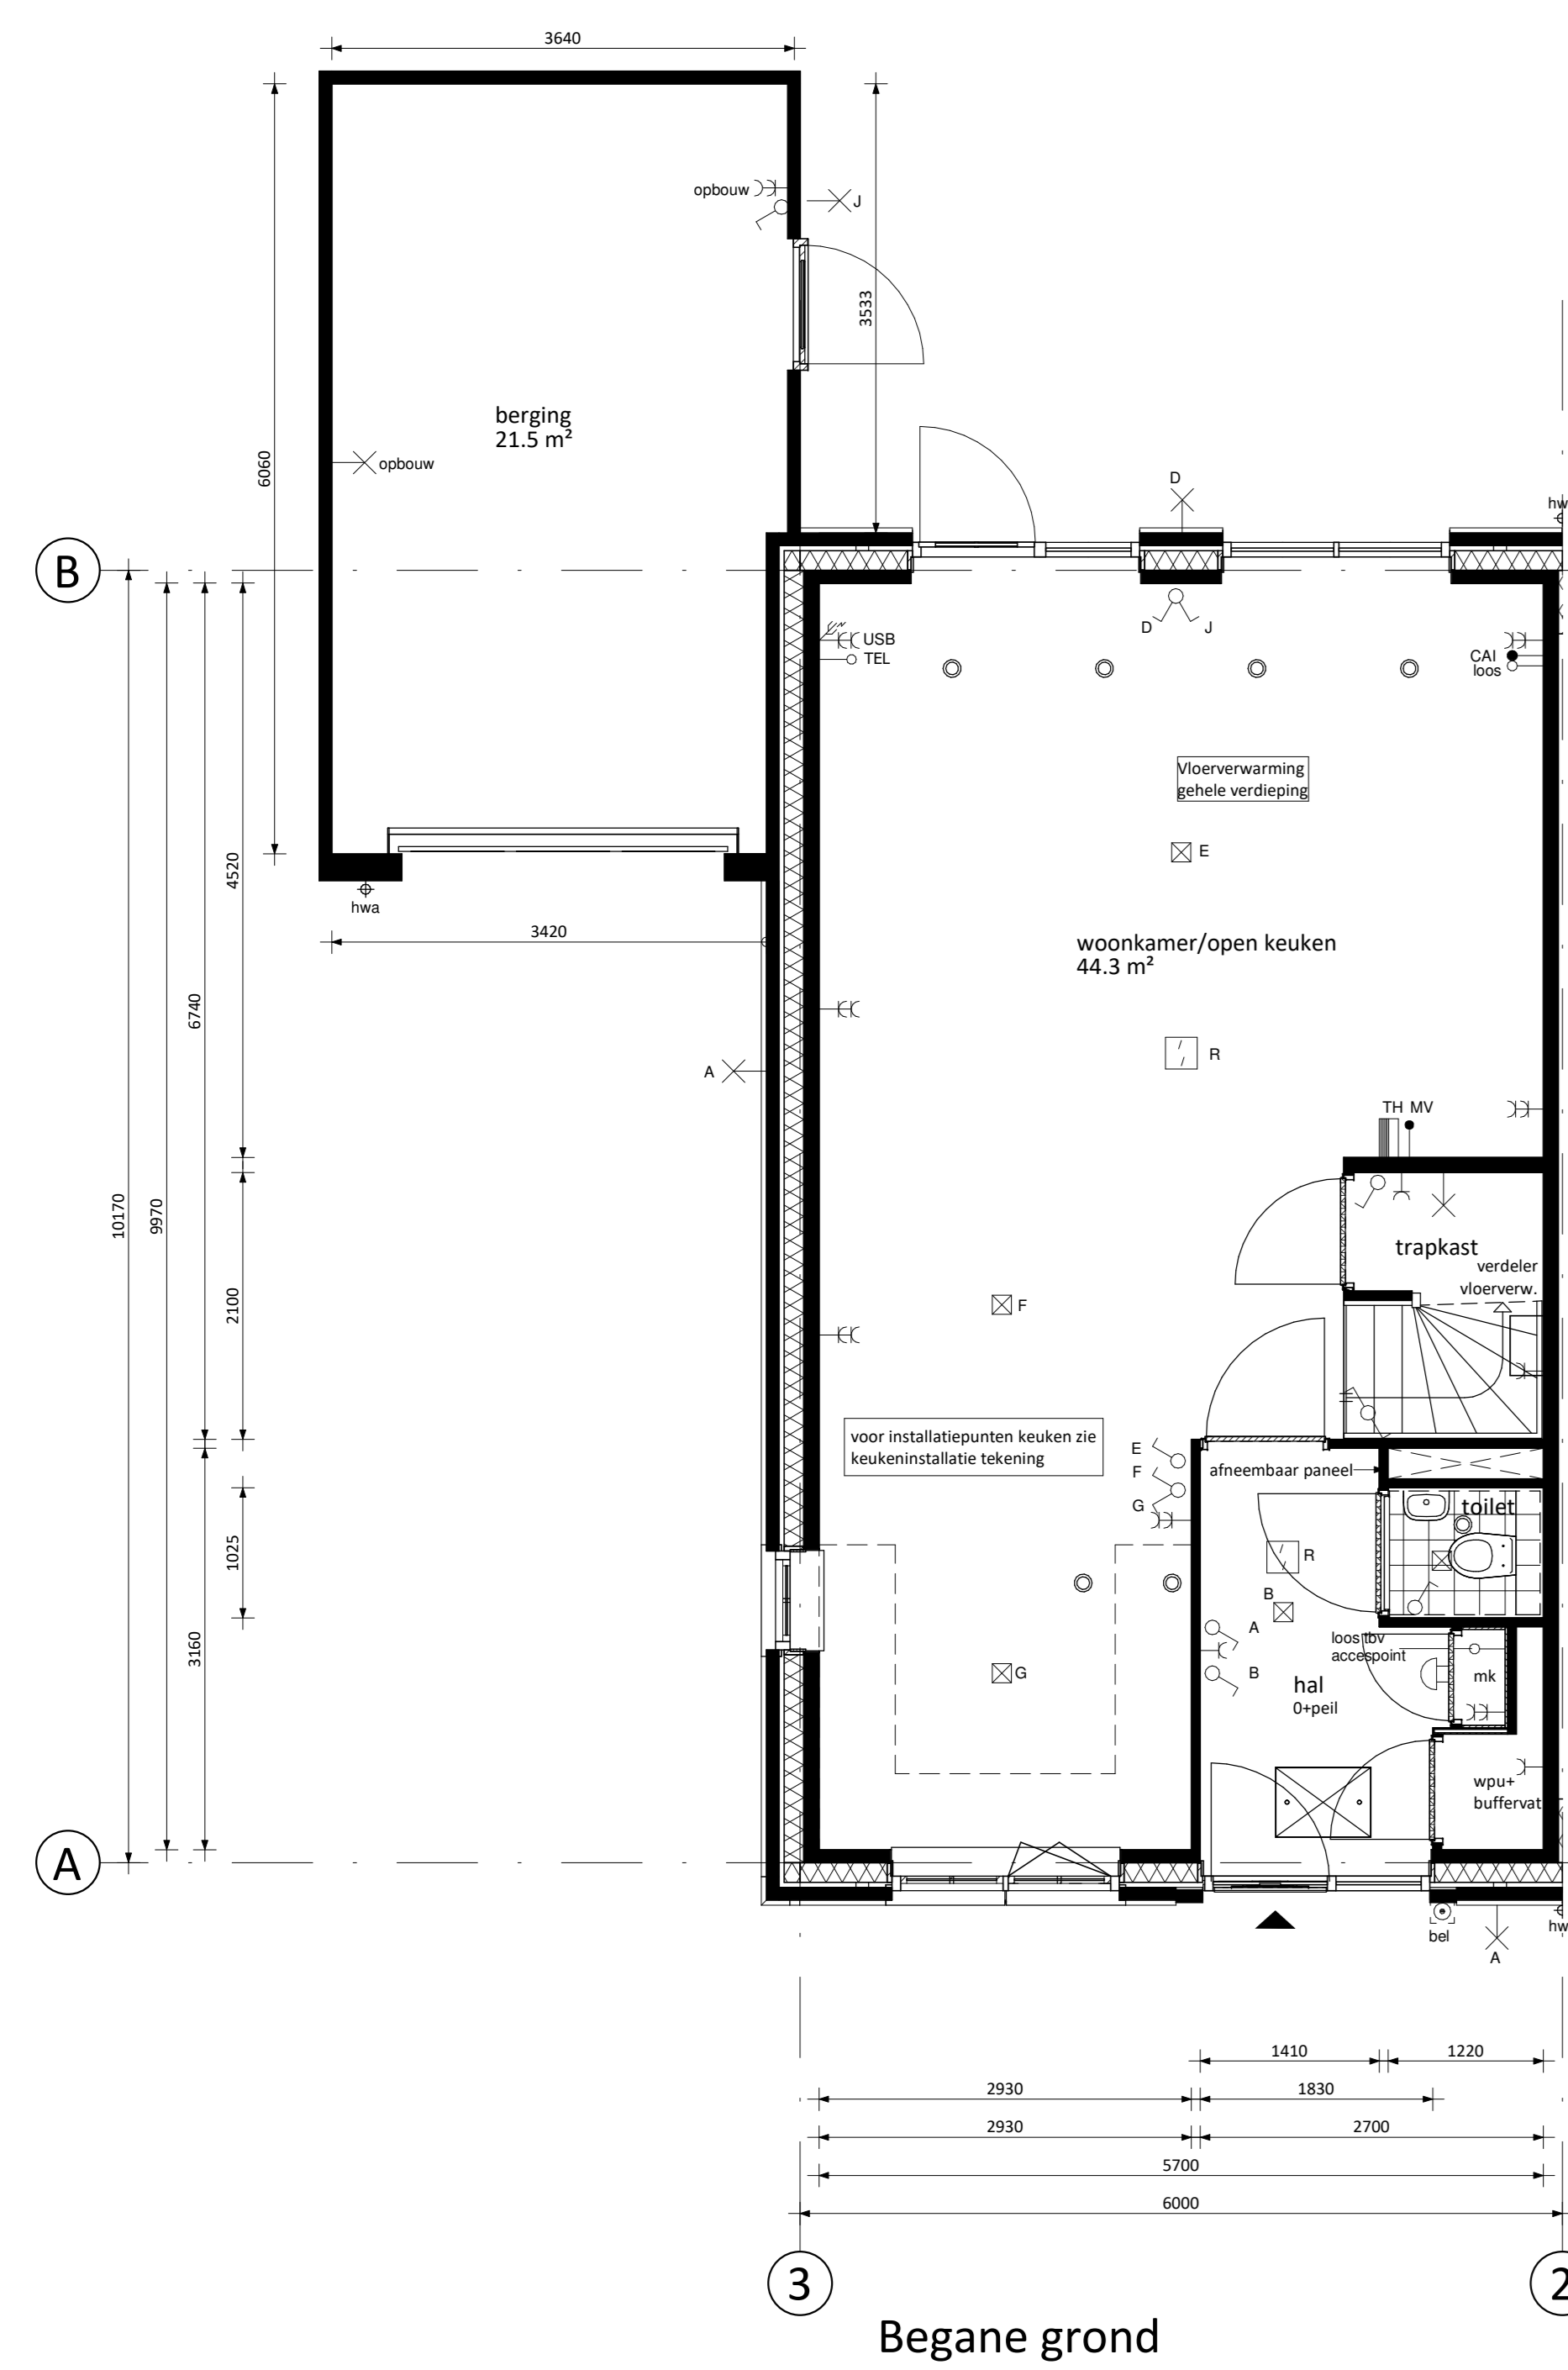 3640
opbouw
J
3533
berging
21.5 m²
6060
opbouw
D
hw
B
USB
TEL
D
J
CAI
loos
Vloerverwarming
gehele verdieping
E
4520
hwa
3420
woonkamer/open keuken
44.3 m²
6740
R
A
TH MV
10170
9970
trapkast
verdeler
vloerverw.
2100
F
voor installatiepunten keuken zie
keukeninstallatie tekening
E
F
G
afneembaar paneel
toilet
1025
R
B
A
loos tbv
accespoint
3160
G
B
hal
0+peil
mk
wpu+
buffervat
A
bel
hw
A
1410
1220
2930
1830
2930
2700
5700
6000
3
2
Begane grond